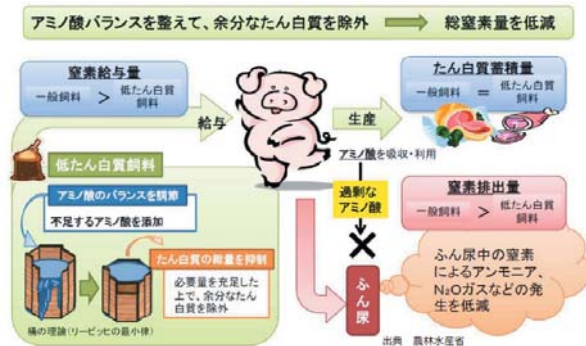 アミノ酸バランスを整えて、余分なたん白質を除外
総窒素量を低減
窒素給与量
一般飼料 > 低たん白質
飼料
給与
生産
たん白質蓄積量
一般飼料 = 低たん白質
飼料
低たん白質飼料
アミノ酸のバランスを調節
不足するアミノ酸を添加
たん白質の総量を抑制
必要量を充足した
上で、余分なたん
白質を除外
桶の理論(リービッヒの最小律)
アミノ酸を吸収・利用
過剰な
アミノ酸
ふん尿
窒素排出量
一般飼料 > 低たん白質
飼料
ふん尿中の窒素
によるアンモニア、
N₂Oガスなどの発
生を低減
出典 農林水産省